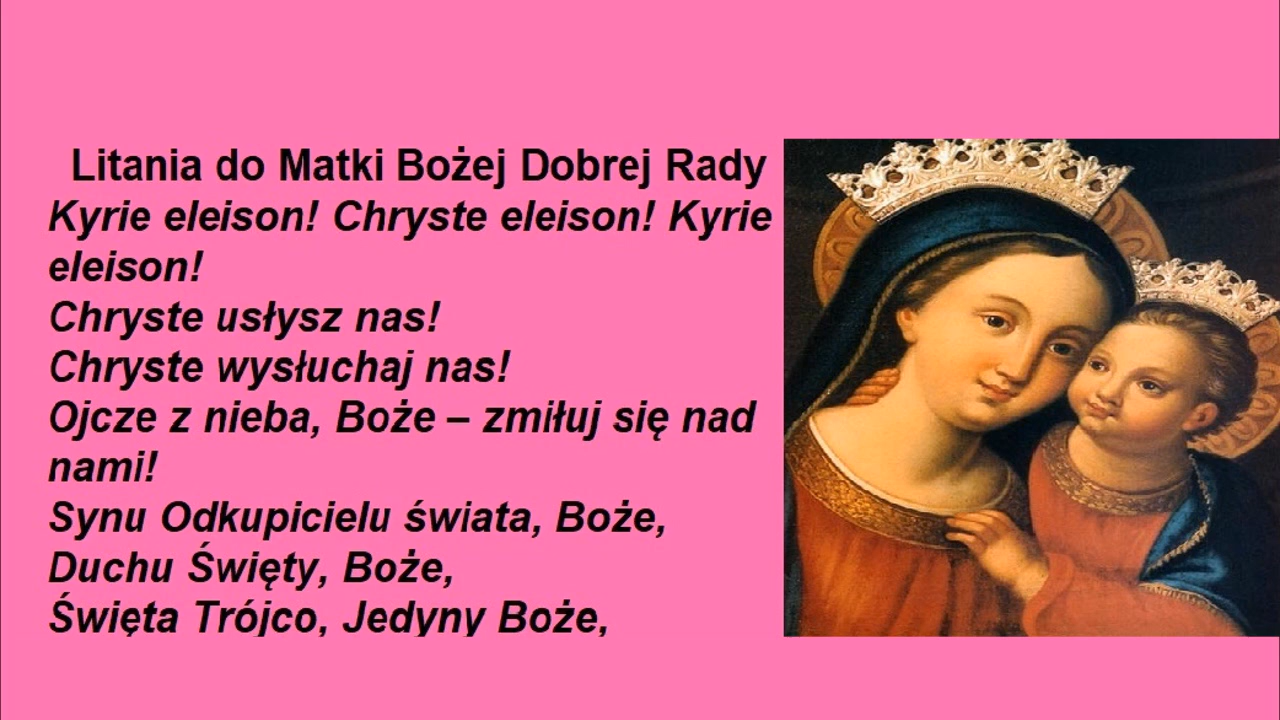 Litania do Matki Bożej Dobrej Rady
Kyrie eleison! Chryste eleison! Kyrie
eleison!
Chryste usłysz nas!
Chryste wysłuchaj nas!
Ojcze z nieba, Boże – zmiłuj się nad
nami!
Synu Odkupicielu świata, Boże,
Duchu Święty, Boże,
Święta Trójco, Jedyny Boże,